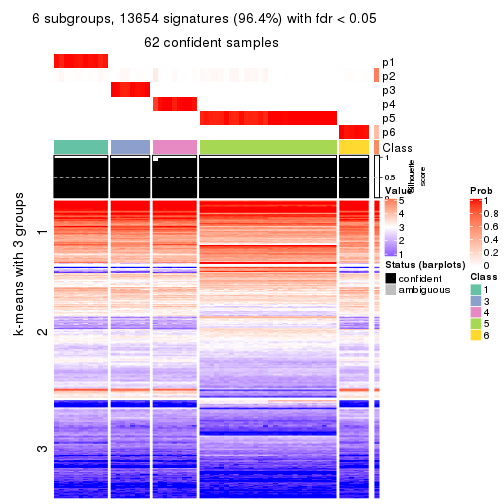 6 subgroups, 13654 signatures (96.4%) with fdr < 0.05
62 confident samples
p1
p2
p3
p4
p5
p6
Class
1
0.5
0
Silhouette
score
k-means with 3 groups
1
2
3
Value
5
4
3
2
1
Status (barplots)
confident
ambiguous
Prob
1
0.8
0.6
0.4
0.2
0
Class
1
3
4
5
6